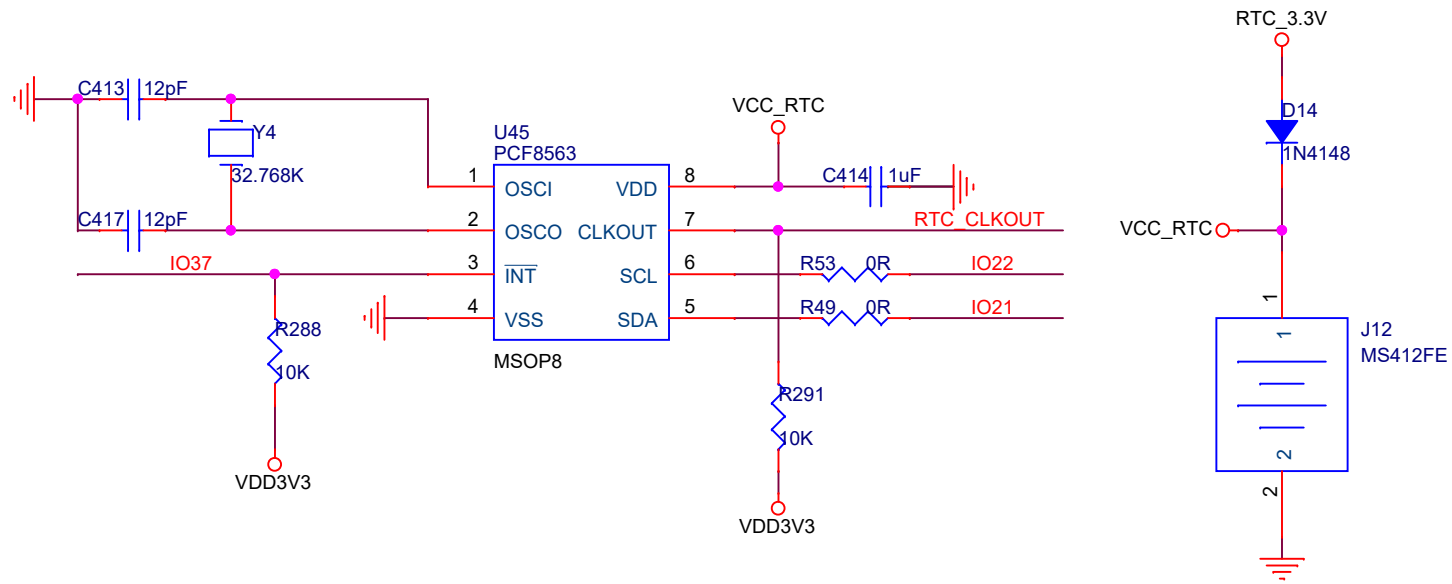 RTC_3.3V
C413
12pF
VCC_RTC
D14
Y4
U45
PCF8563
1N4148
32.768K
1
OSCI
VDD
8
C414
1uF
C417
12pF
2
OSCO
CLKOUT
7
RTC_CLKOUT
VCC_RTC
IO37
3
INT
SCL
6
R53
0R
IO22
1
4
VSS
SDA
5
R49
0R
IO21
R288
1
J12
MSOP8
MS412FE
10K
R291
10K
2
VDD3V3
2
VDD3V3